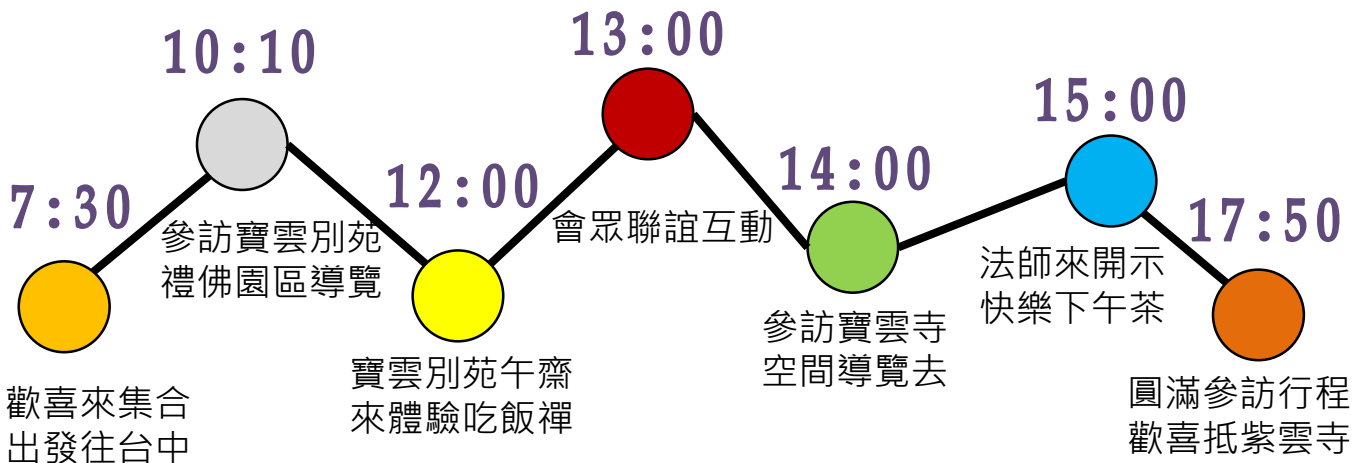 7:30
歡喜來集合
出發往台中
10:10
參訪寶雲別苑
禮佛園區導覽
12:00
寶雲別苑午齋
來體驗吃飯禪
13:00
會眾聯誼互動
14:00
參訪寶雲寺
空間導覽去
15:00
法師來開示
快樂下午茶
17:50
圓滿參訪行程
歡喜抵紫雲寺